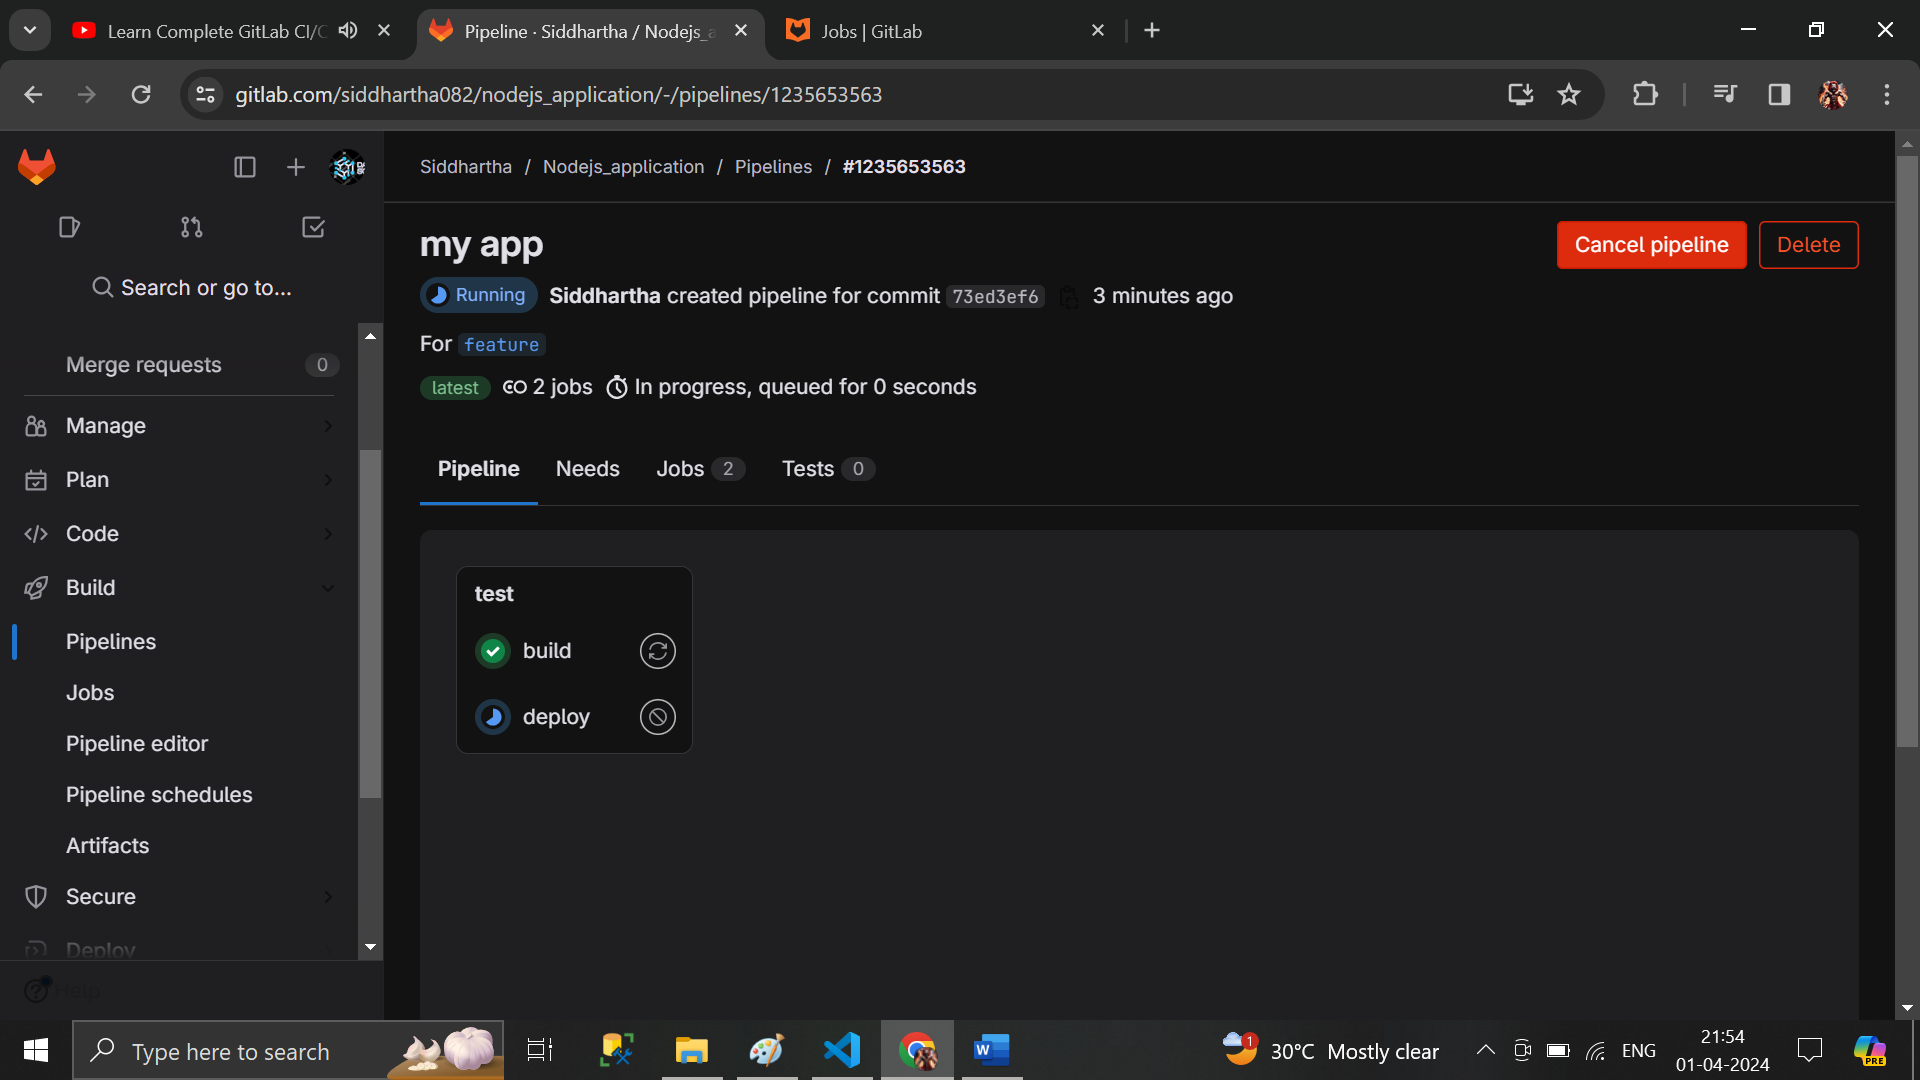 Learn Complete GitLab CI/C
Pipeline · Siddhartha / Nodejs_a
Jobs | GitLab
gitlab.com/siddhartha082/nodejs_application/-/pipelines/1235653563
Siddhartha / Nodejs_application / Pipelines / #1235653563
Search or go to...
Merge requests 0
Manage
Plan
Code
Build
Pipelines
Jobs
Pipeline editor
Pipeline schedules
Artifacts
Secure
Deploy
Help
my app
Cancel pipeline
Delete
Running Siddhartha created pipeline for commit 73ed3ef6 3 minutes ago
For feature
latest 2 jobs In progress, queued for 0 seconds
Pipeline Needs Jobs 2 Tests 0
test
build
deploy
Type here to search
W
1
30°C Mostly clear
ENG
21:54
01-04-2024
PRE